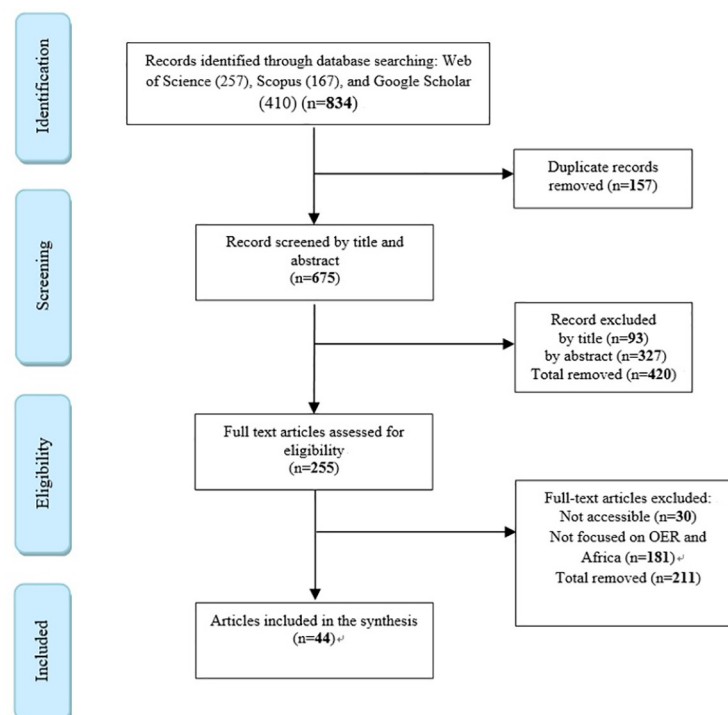 Identification
Records identified through database searching: Web
of Science (257), Scopus (167), and Google Scholar
(410) (n=834)
Duplicate records
removed (n=157)
Screening
Record screened by title and
abstract
(n=675)
Record excluded
by title (n=93)
by abstract (n=327)
Total removed (n=420)
Eligibility
Full text articles assessed for
eligibility
(n=255)
Full-text articles excluded:
Not accessible (n=30)
Not focused on OER and
Africa (n=181)↵
Total removed (n=211)
Included
Articles included in the synthesis
(n=44)↵